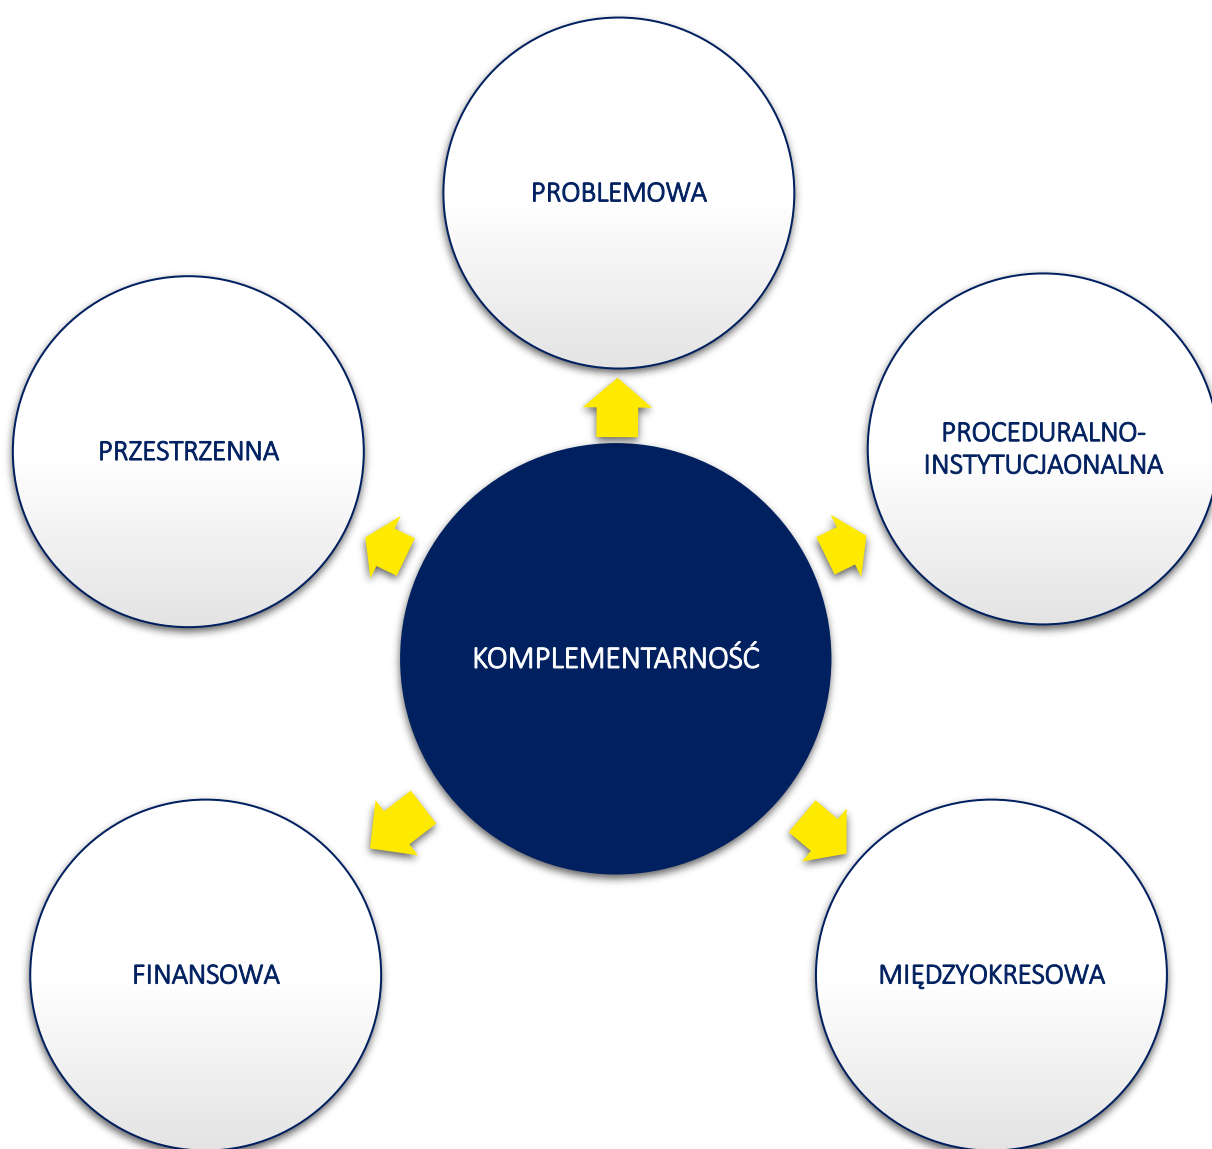 PROBLEMOWA
PRZESTRZENNA
PROCEDURALNO-
INSTYTUCJAONALNA
KOMPLEMENTARNOŚĆ
FINANSOWA
MIĘDZYOKRESOWA